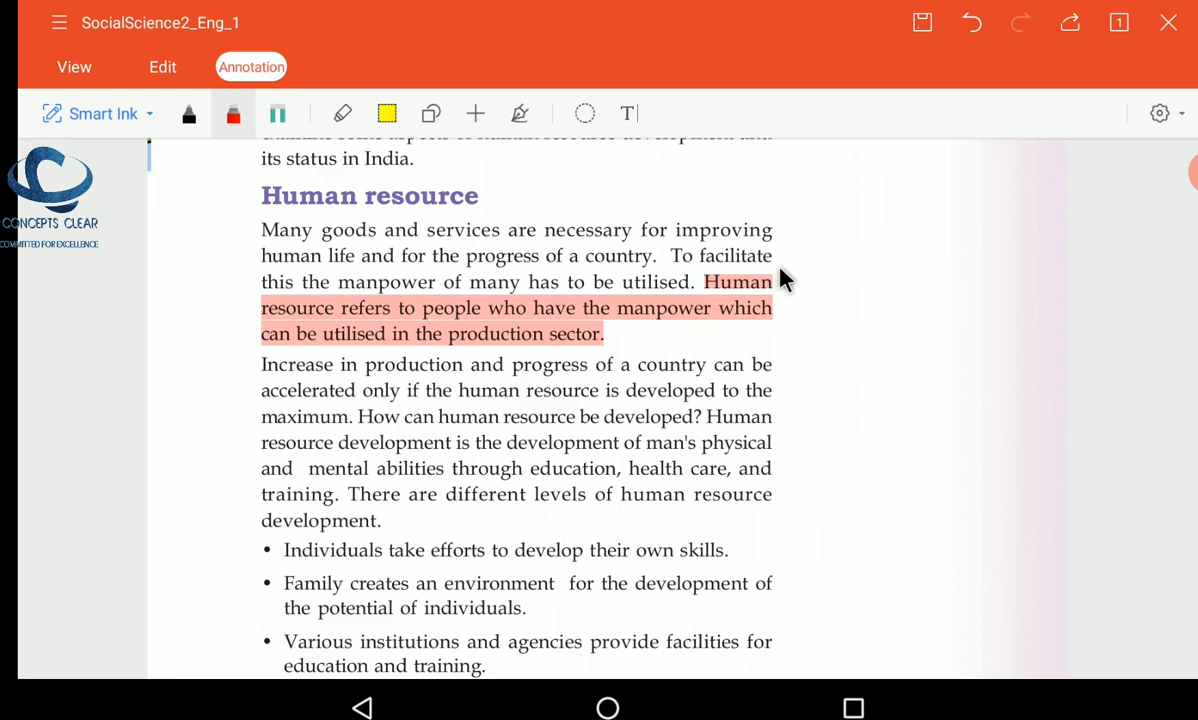 SocialScience2_Eng_1
1
View
Edit
Annotation
Smart Ink
T
CONCEPTS CLEAR
COMMITTED FOR EXCELLENCE
its status in India.
Human resource
Many goods and services are necessary for improving
human life and for the progress of a country. To facilitate
this the manpower of many has to be utilised. Human
resource refers to people who have the manpower which
can be utilised in the production sector.
Increase in production and progress of a country can be
accelerated only if the human resource is developed to the
maximum. How can human resource be developed? Human
resource development is the development of man's physical
and mental abilities through education, health care, and
training. There are different levels of human resource
development.
• Individuals take efforts to develop their own skills.
• Family creates an environment for the development of
the potential of individuals.
• Various institutions and agencies provide facilities for
education and training.